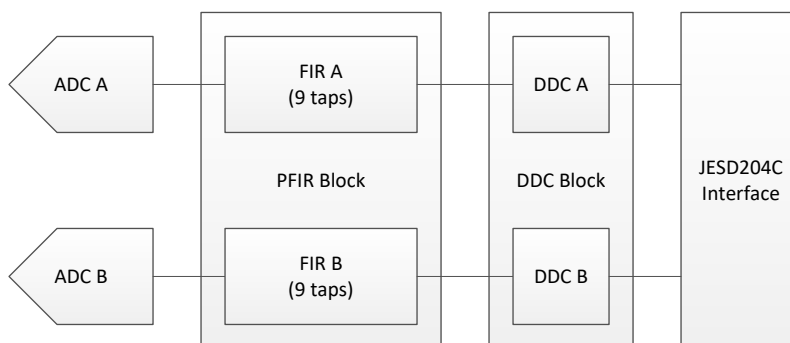 ADC A
FIR A
(9 taps)
DDC A
PFIR Block
DDC Block
JESD204C
Interface
ADC B
FIR B
(9 taps)
DDC B